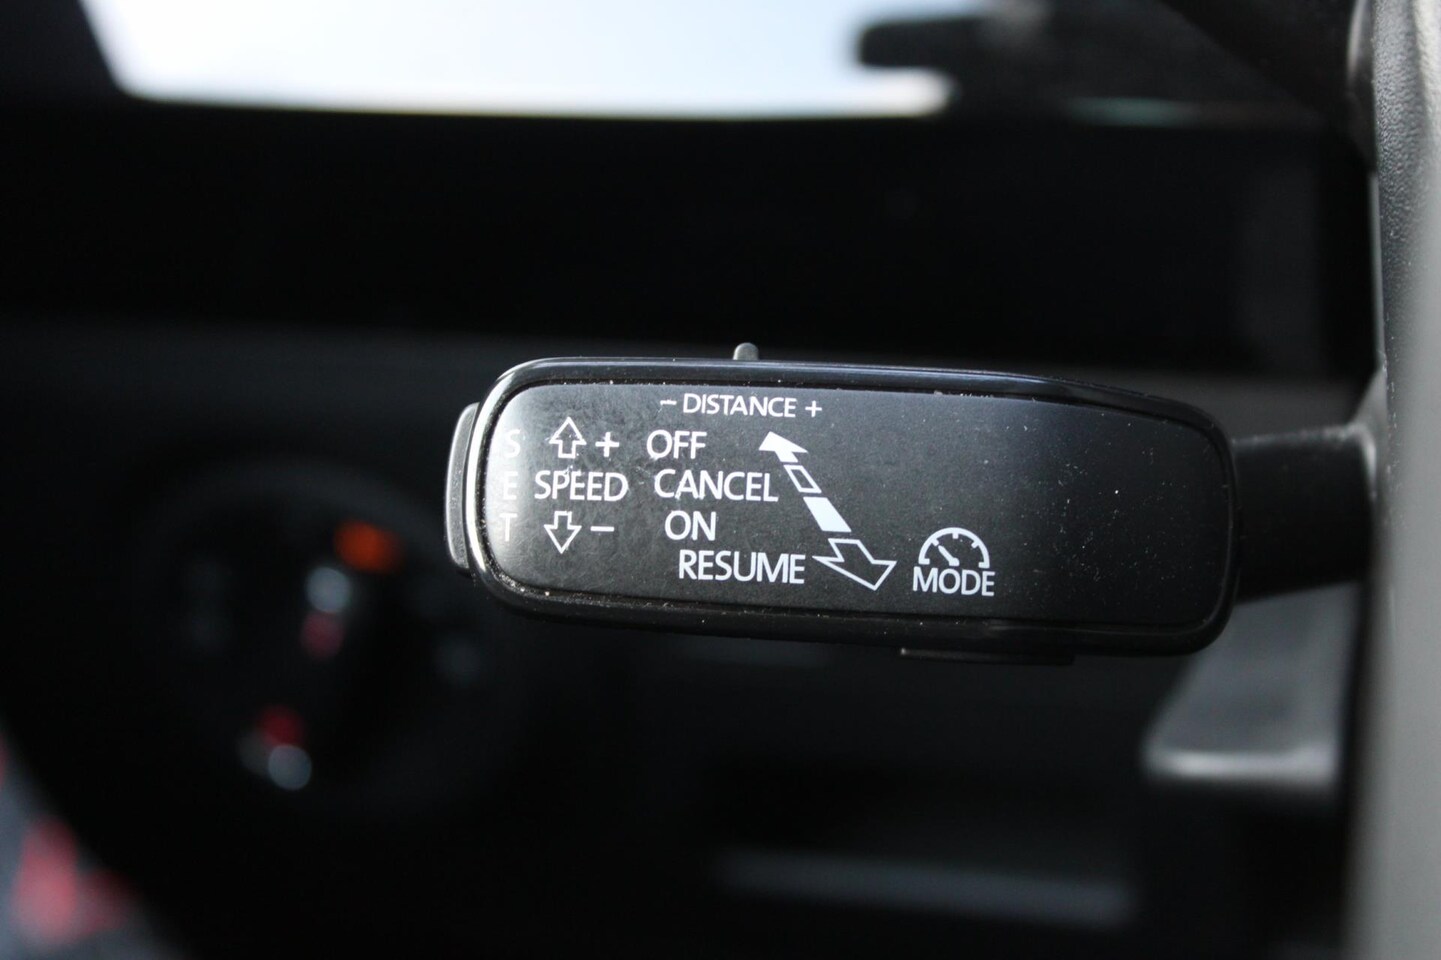 - DISTANCE +
S + OFF
E SPEED CANCEL
T - ON
RESUME
MODE